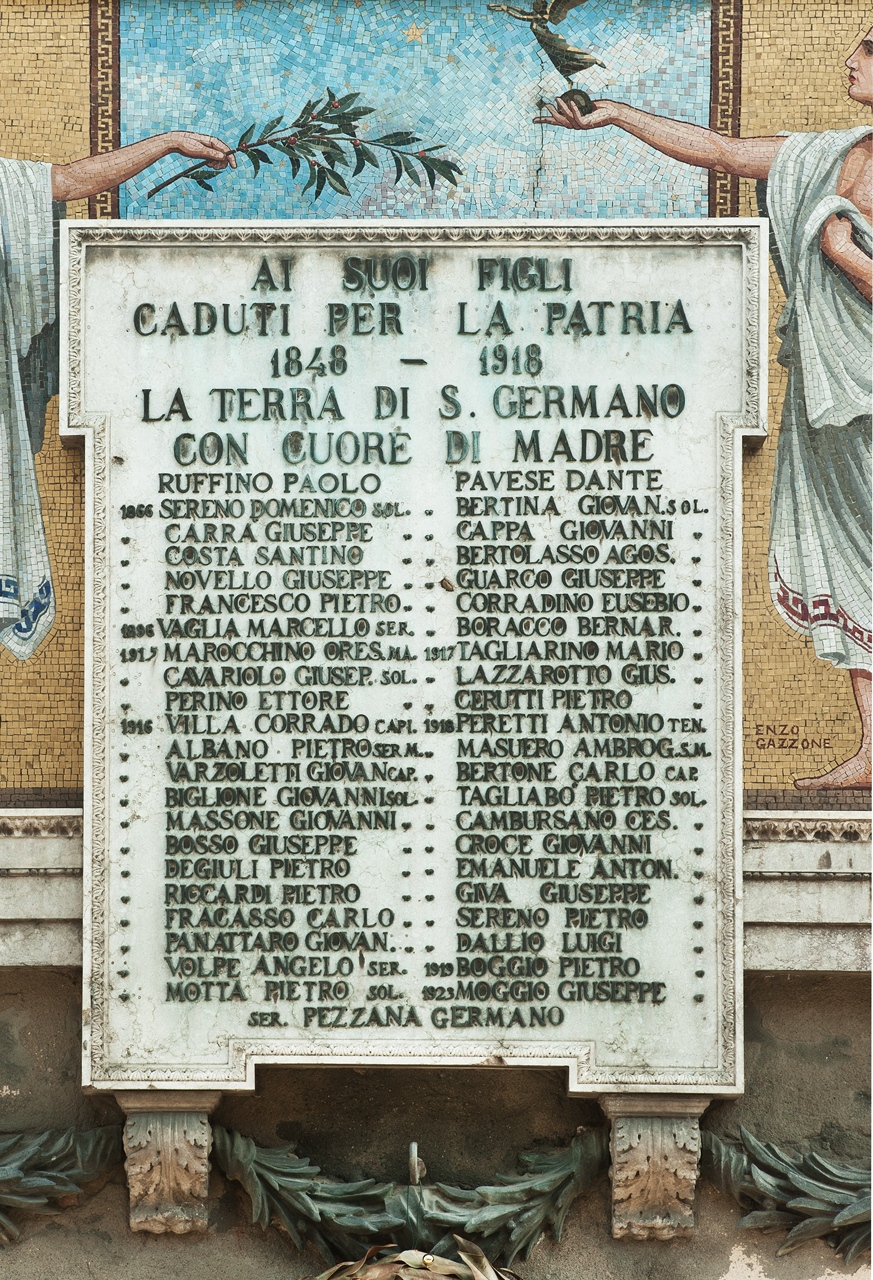 AI SUOI FIGLI
CADUTI PER LA PATRIA
1848 – 1918
LA TERRA DI S. GERMANO
CON CUORE DI MADRE
RUFFINO PAOLO
1866 SERENO DOMENICO SOL.
" CARRA GIUSEPPE "
" COSTA SANTINO "
" NOVELLO GIUSEPPE "
" FRANCESCO PIETRO "
1896 VAGLIA MARCELLO SER.
1915 MAROCCHINO ORES. MA.
" CAVARIOLO GIUSEP. SOL.
" PERINO ETTORE "
1916 VILLA CORRADO CAPI.
" ALBANO PIETRO SER M.
" VARZOLETTI GIOVAN CAP.
" BIGLIONE GIOVANNI SOL.
" MASSONE GIOVANNI "
" BOSSO GIUSEPPE "
" DEGIULI PIETRO "
" RICCARDI PIETRO "
" FRACASSO CARLO "
" PANATTARO GIOVAN. "
" VOLPE ANGELO SER.
" MOTTA PIETRO SOL.
PAVESE DANTE
" BERTINA GIOVAN. SOL.
" CAPPA GIOVANNI "
" BERTOLASSO AGOS. "
" GUARCO GIUSEPPE "
" CORRADINO EUSEBIO "
" BORACCO BERNAR. "
1917 TAGLIARINO MARIO "
" LAZZAROTTO GIUS. "
" CERUTTI PIETRO "
1918 PERETTI ANTONIO TEN.
" MASUERO AMBROG. S.M.
" BERTONE CARLO CAP.
" TAGLIABO PIETRO SOL.
" CAMBURSANO CES. "
" CROCE GIOVANNI "
" EMANUELE ANTON. "
" GIVA GIUSEPPE "
" SERENO PIETRO "
" DALLIO LUIGI "
1919 BOGGIO PIETRO "
1923 MOGGIO GIUSEPPE "
SER. PEZZANA GERMANO
ENZO
GAZZONE